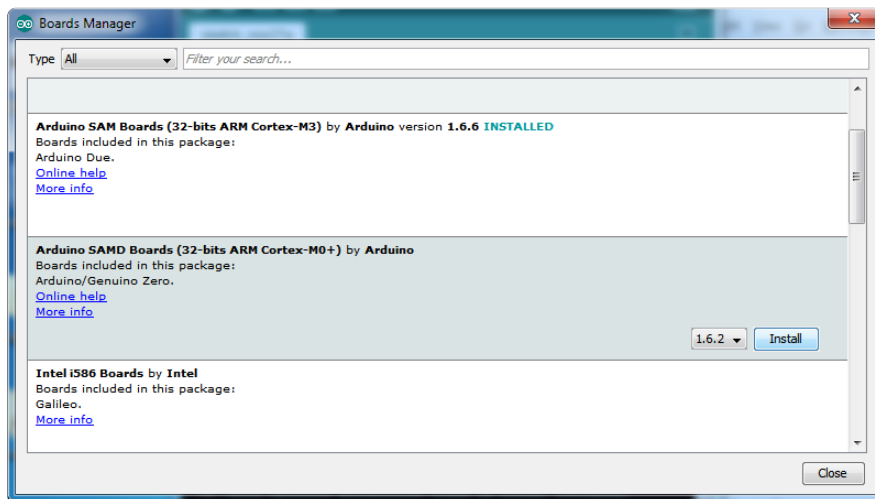 Boards Manager
Type All Filter your search...
Arduino SAM Boards (32-bits ARM Cortex-M3) by Arduino version 1.6.6 INSTALLED
Boards included in this package:
Arduino Due.
Online help
More info
Arduino SAMD Boards (32-bits ARM Cortex-M0+) by Arduino
Boards included in this package:
Arduino/Genuino Zero.
Online help
More info
1.6.2 Install
Intel i586 Boards by Intel
Boards included in this package:
Galileo.
More info
Close